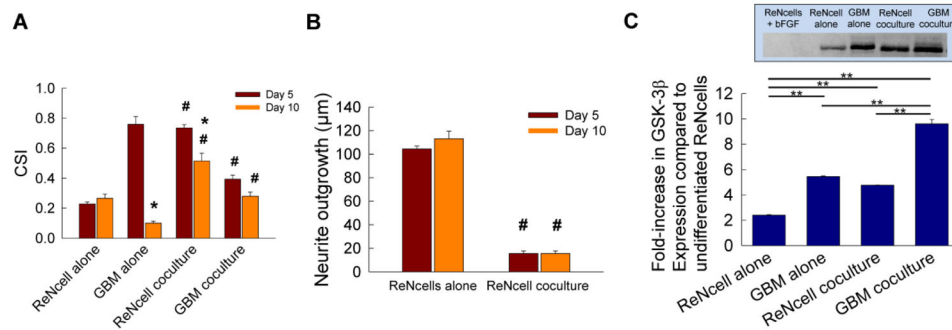 A
CSI
1.0
0.8
0.6
0.4
0.2
0.0
Day 5
Day 10
#
*
#
*
#
#
ReNcell alone
GBM alone
ReNcell coculture
GBM coculture
B
Neurite outgrowth (µm)
140
120
100
80
60
40
20
0
Day 5
Day 10
# #
ReNcells alone
ReNcell coculture
C
ReNcells + bFGF
ReNcell alone
GBM alone
ReNcell coculture
GBM coculture
Fold-increase in GSK-3β
Expression compared to
undifferentiated ReNcells
12
10
8
6
4
2
0
**
**
**
**
**
ReNcell alone
GBM alone
ReNcell coculture
GBM coculture